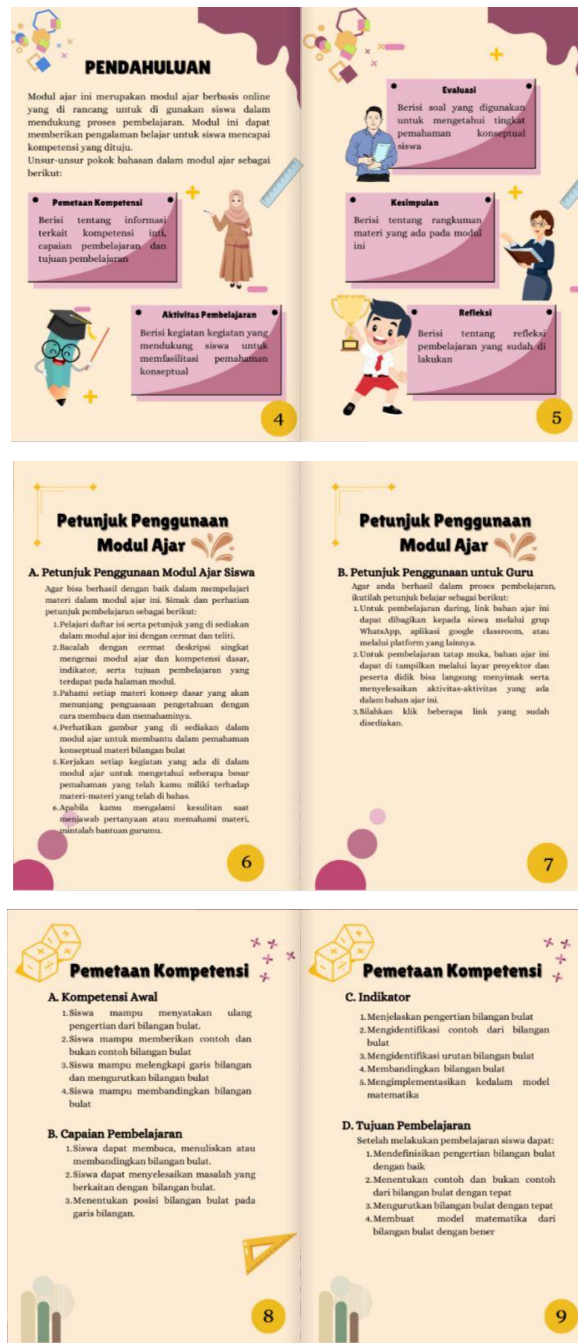 PENDAHULUAN
Modul ajar ini merupakan modul ajar berbasis online
yang di rancang untuk di gunakan siswa dalam
mendukung proses pembelajaran. Modul ini dapat
memberikan pengalaman belajar untuk siswa mencapai
kompetensi yang dituju.
Unsur-unsur pokok bahasan dalam modul ajar sebagai
berikut:
Pemetaan Kompetensi
Berisi tentang informasi
terkait kompetensi inti,
capaian pembelajaran dan
tujuan pembelajaran
Aktivitas Pembelajaran
Berisi kegiatan kegiatan yang
mendukung siswa untuk
memfasilitasi pemahaman
konseptual
4
Evaluasi
Berisi soal yang digunakan
untuk mengetahui tingkat
pemahaman konseptual
siswa
Kesimpulan
Berisi tentang rangkuman
materi yang ada pada modul
ini
Refleksi
Berisi tentang refleksi
pembelajaran yang sudah di
lakukan
5
Petunjuk Penggunaan
Modul Ajar
A. Petunjuk Penggunaan Modul Ajar Siswa
Agar bisa berhasil dengan baik dalam mempelajari
materi dalam modul ajar ini. Simak dan perhatian
petunjuk pembelajaran sebagai berikut:
1.Pelajari daftar isi serta petunjuk yang di sediakan
dalam modul ajar ini dengan cermat dan teliti.
2.Bacalah dengan cermat deskripsi singkat
mengenai modul ajar dan kompetensi dasar,
indikator, serta tujuan pembelajaran yang
terdapat pada halaman modul.
3.Pahami setiap materi konsep dasar yang akan
menunjang penguasaan pengetahuan dengan
cara membaca dan memahaminya.
4.Perhatikan gambar yang di sediakan dalam
modul ajar untuk membantu dalam pemahaman
konseptual materi bilangan bulat
5.Kerjakan setiap kegiatan yang ada di dalam
modul ajar untuk mengetahui seberapa besar
pemahaman yang telah kamu miliki terhadap
materi-materi yang telah di bahas.
6.Apabila kamu mengalami kesulitan saat
menjawab pertanyaan atau memahami materi,
mintalah bantuan gurumu.
6
Petunjuk Penggunaan
Modul Ajar
B. Petunjuk Penggunaan untuk Guru
Agar anda berhasil dalam proses pembelajaran,
ikutilah petunjuk belajar sebagai berikut:
1.Untuk pembelajaran daring, link bahan ajar ini
dapat dibagikan kepada siswa melalui grup
WhatsApp, aplikasi google classroom, atau
melalui platform yang lainnya.
2.Untuk pembelajaran tatap muka, bahan ajar ini
dapat di tampilkan melalui layar proyektor dan
peserta didik bisa langsung menyimak serta
menyelesaikan aktivitas-aktivitas yang ada
dalam bahan ajar ini.
3.Silahkan klik beberapa link yang sudah
disediakan.
7
Pemetaan Kompetensi
A. Kompetensi Awal
1.Siswa mampu menyatakan ulang
pengertian dari bilangan bulat.
2.Siswa mampu memberikan contoh dan
bukan contoh bilangan bulat
3.Siswa mampu melengkapi garis bilangan
dan mengurutkan bilangan bulat
4.Siswa mampu membandingkan bilangan
bulat
B. Capaian Pembelajaran
1.Siswa dapat membaca, menuliskan atau
membandingkan bilangan bulat.
2.Siswa dapat menyelesaikan masalah yang
berkaitan dengan bilangan bulat.
3.Menentukan posisi bilangan bulat pada
garis bilangan.
8
Pemetaan Kompetensi
C. Indikator
1.Menjelaskan pengertian bilangan bulat
2.Mengidentifikasi contoh dari bilangan
bulat
3.Mengidentifikasi urutan bilangan bulat
4.Membandingkan bilangan bulat
5.Mengimplementasikan kedalam model
matematika
D. Tujuan Pembelajaran
Setelah melakukan pembelajaran siswa dapat:
1.Mendefinisikan pengertian bilangan bulat
dengan baik
2.Menentukan contoh dan bukan contoh
dari bilangan bulat dengan tepat
3.Mengurutkan bilangan bulat dengan tepat
4.Membuat model matematika dari
bilangan bulat dengan bener
9